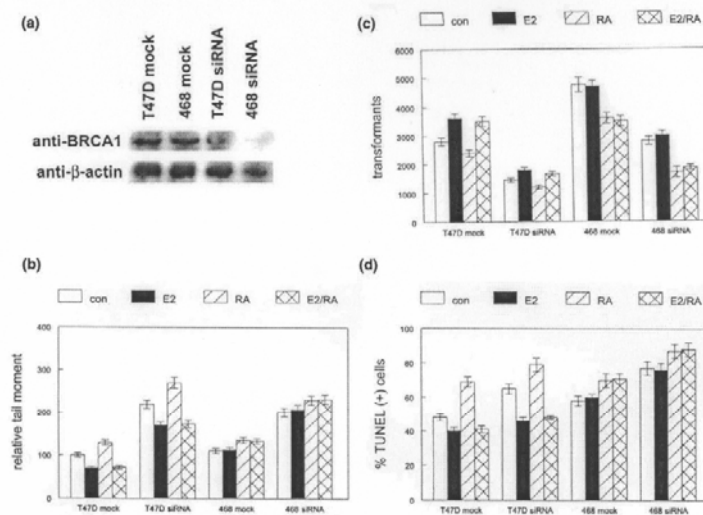 (a)
T47D mock
468 mock
T47D siRNA
468 siRNA
anti-BRCA1
anti-β-actin
(b)
con E2 RA E2/RA
relative tail moment
400
300
200
100
0
T47D mock T47D siRNA 468 mock 468 siRNA
(c)
con E2 RA E2/RA
transformants
6000
5000
4000
3000
2000
1000
0
T47D mock T47D siRNA 468 mock 468 siRNA
(d)
con E2 RA E2/RA
% TUNEL (+) cells
100
80
60
40
20
0
T47D mock T47D siRNA 468 mock 468 siRNA